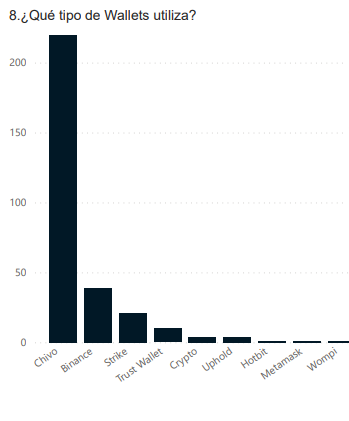 8.¿Qué tipo de Wallets utiliza?
200
150
100
50
0
Chivo
Binance
Strike
Trust Wallet
Crypto
Uphold
Hotbit
Metamask
Wompi